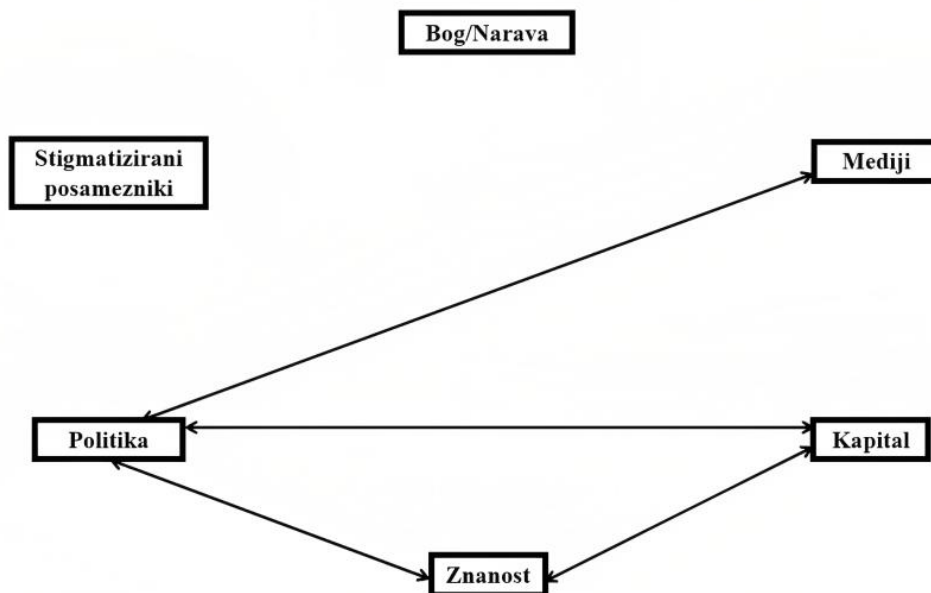 Bog/Narava
Stigmatizirani
posamezniki
Mediji
Politika
Kapital
Znanost